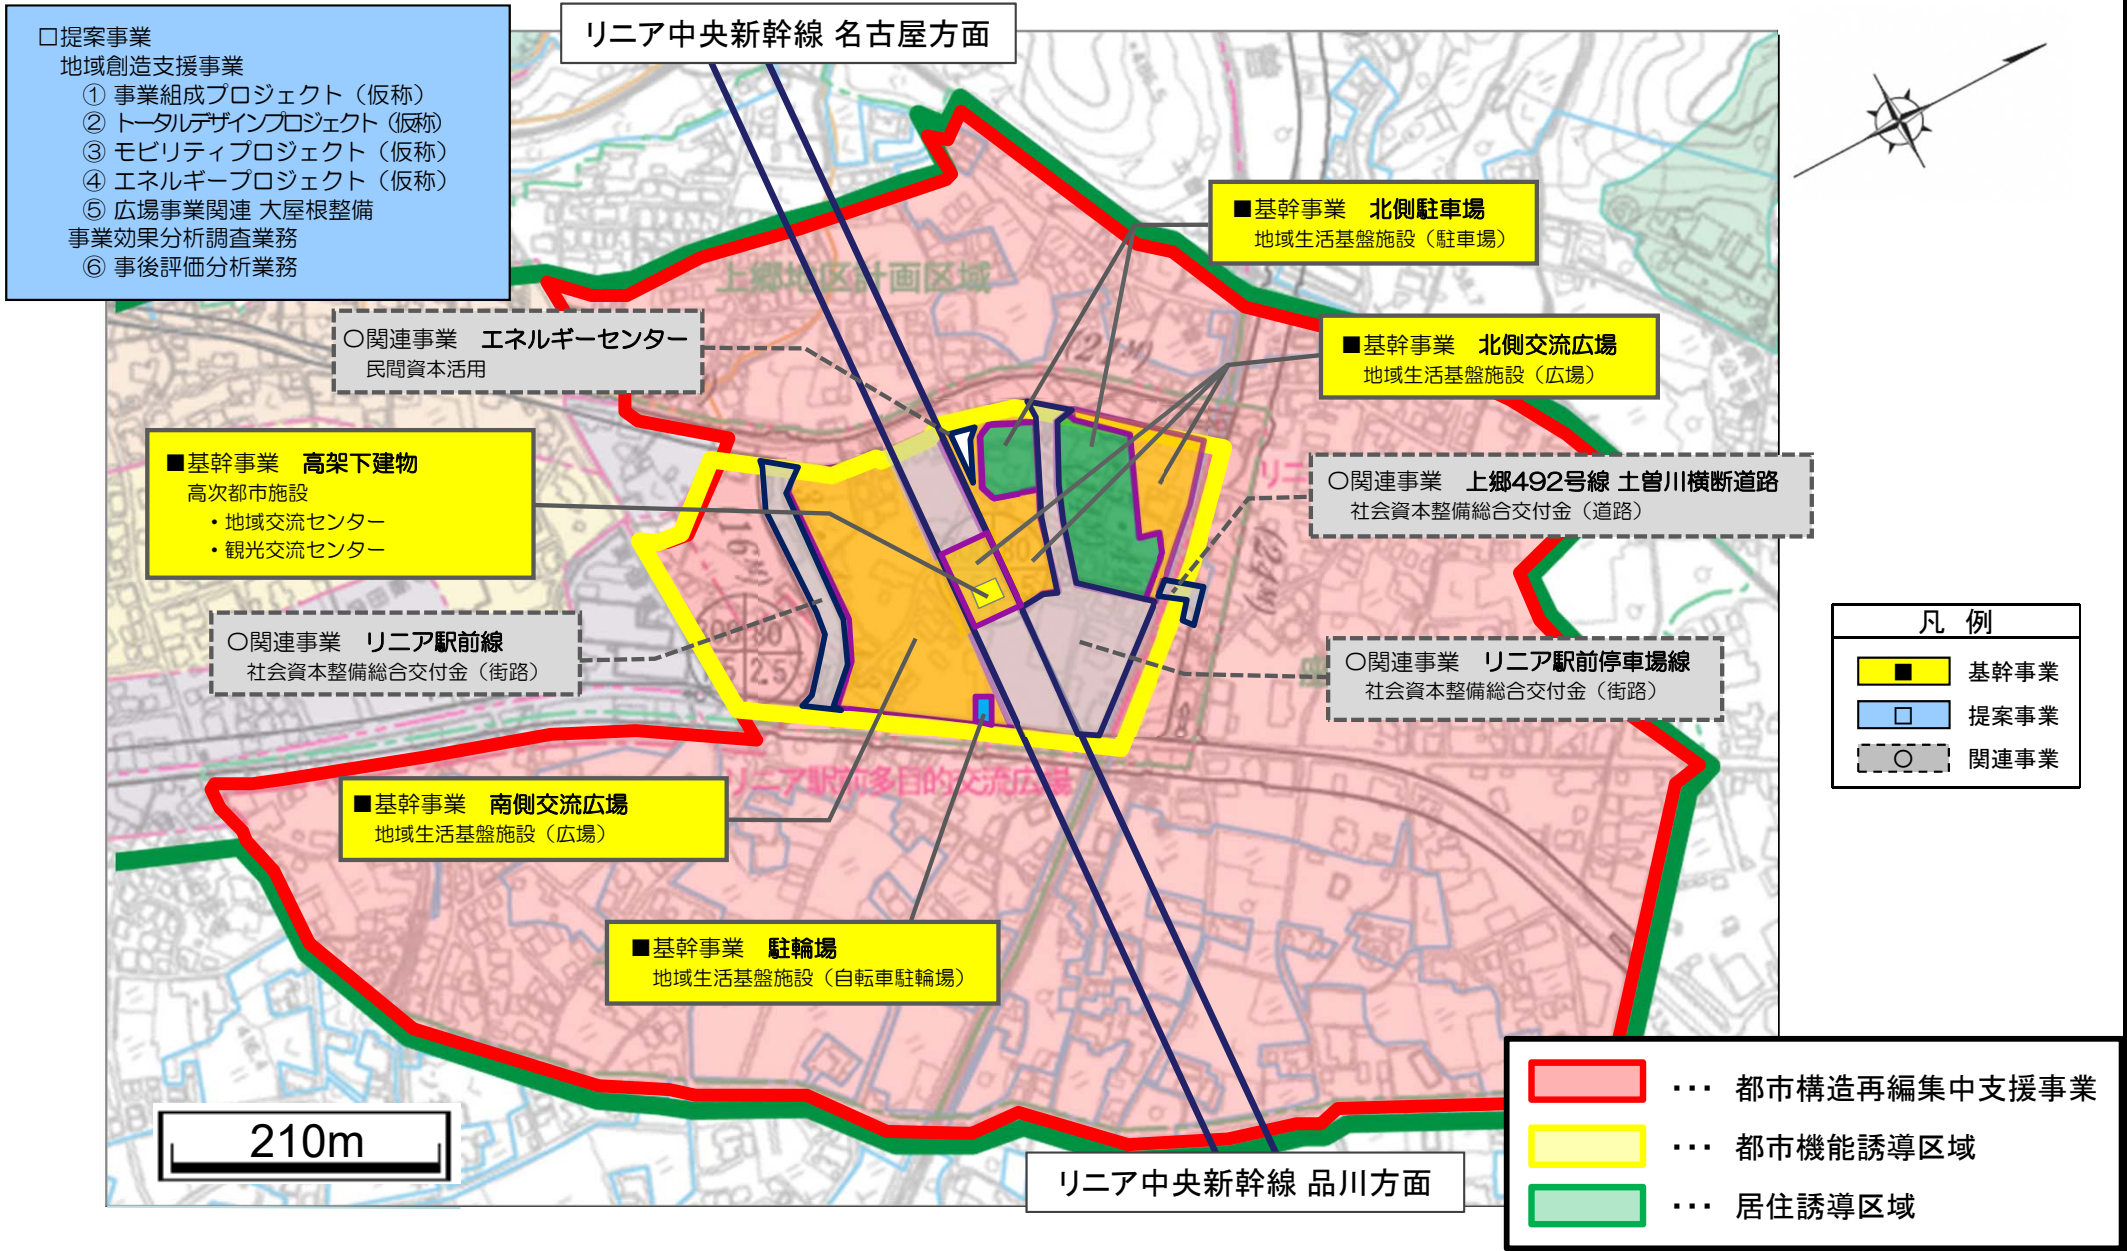 □提案事業
地域創造支援事業
① 事業組成プロジェクト（仮称）
② トータルデザインプロジェクト（仮称）
③ モビリティプロジェクト（仮称）
④ エネルギープロジェクト（仮称）
⑤ 広場事業関連 大屋根整備
事業効果分析調査業務
⑥ 事後評価分析業務
リニア中央新幹線 名古屋方面
■基幹事業 北側駐車場
地域生活基盤施設（駐車場）
上郷地区計画区域
○関連事業 エネルギーセンター
民間資本活用
■基幹事業 北側交流広場
地域生活基盤施設（広場）
■基幹事業 高架下建物
高次都市施設
・地域交流センター
・観光交流センター
○関連事業 上郷492号線 土曽川横断道路
社会資本整備総合交付金（道路）
16M)
(24M)
○関連事業 リニア駅前線
社会資本整備総合交付金（街路）
○関連事業 リニア駅前停車場線
社会資本整備総合交付金（街路）
リニア駅前多目的交流広場
■基幹事業 南側交流広場
地域生活基盤施設（広場）
■基幹事業 駐輪場
地域生活基盤施設（自転車駐輪場）
凡 例
■ 基幹事業
□ 提案事業
○ 関連事業
210m
リニア中央新幹線 品川方面
… 都市構造再編集中支援事業
… 都市機能誘導区域
… 居住誘導区域